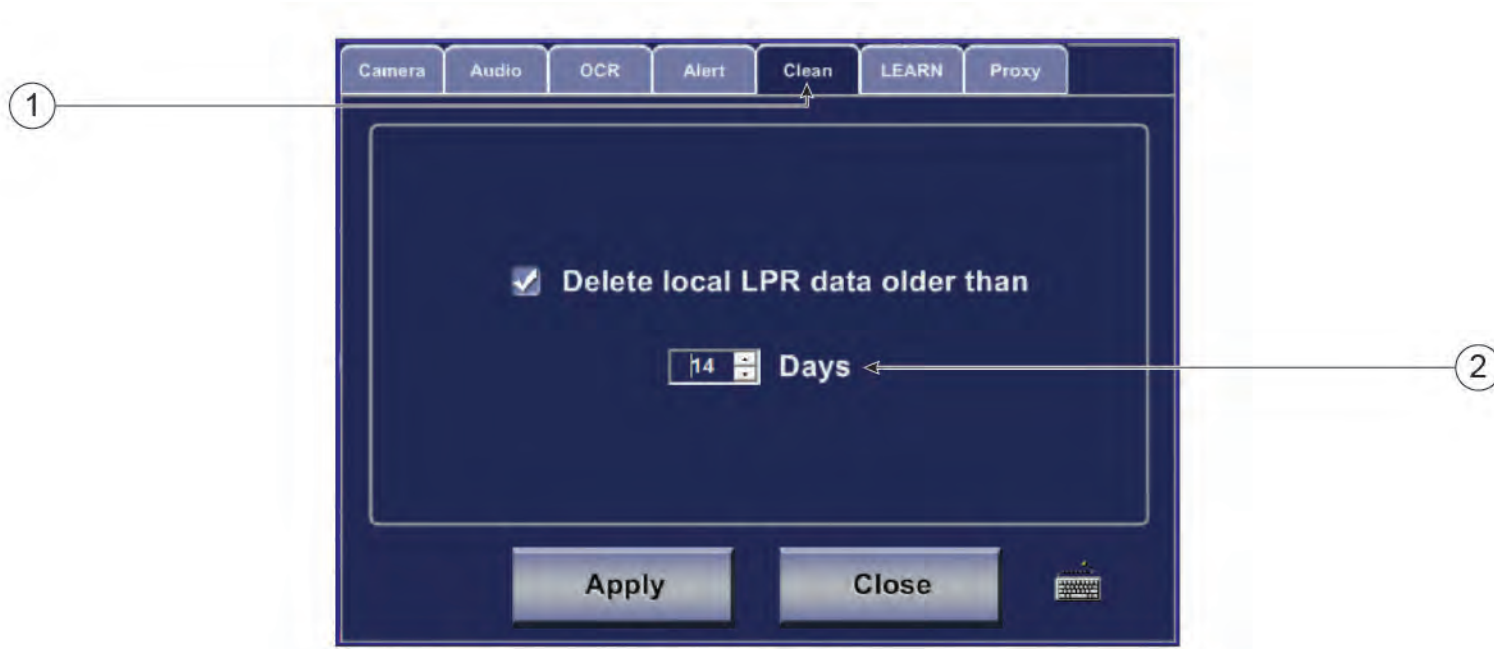 Camera Audio OCR Alert Clean LEARN Proxy
1
Delete local LPR data older than
14 Days
2
Apply Close